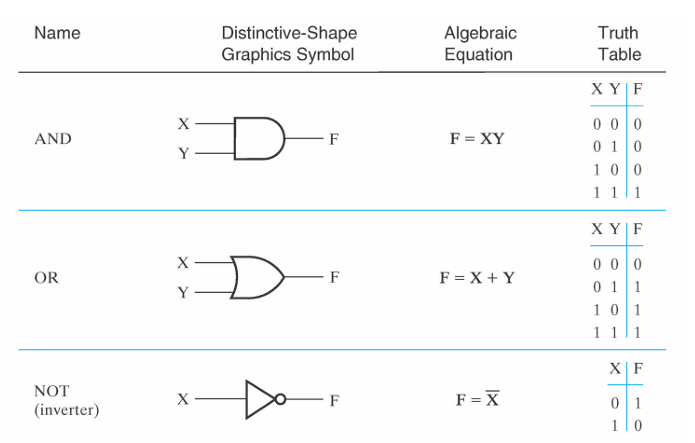 Name Distinctive-Shape Graphics Symbol Algebraic Equation Truth Table
X Y F
AND X Y F F = XY
0 0 0
0 1 0
1 0 0
1 1 1
X Y F
OR X Y F F = X + Y
0 0 0
0 1 1
1 0 1
1 1 1
X F
NOT
(inverter) X F F = X̅
0 1
1 0